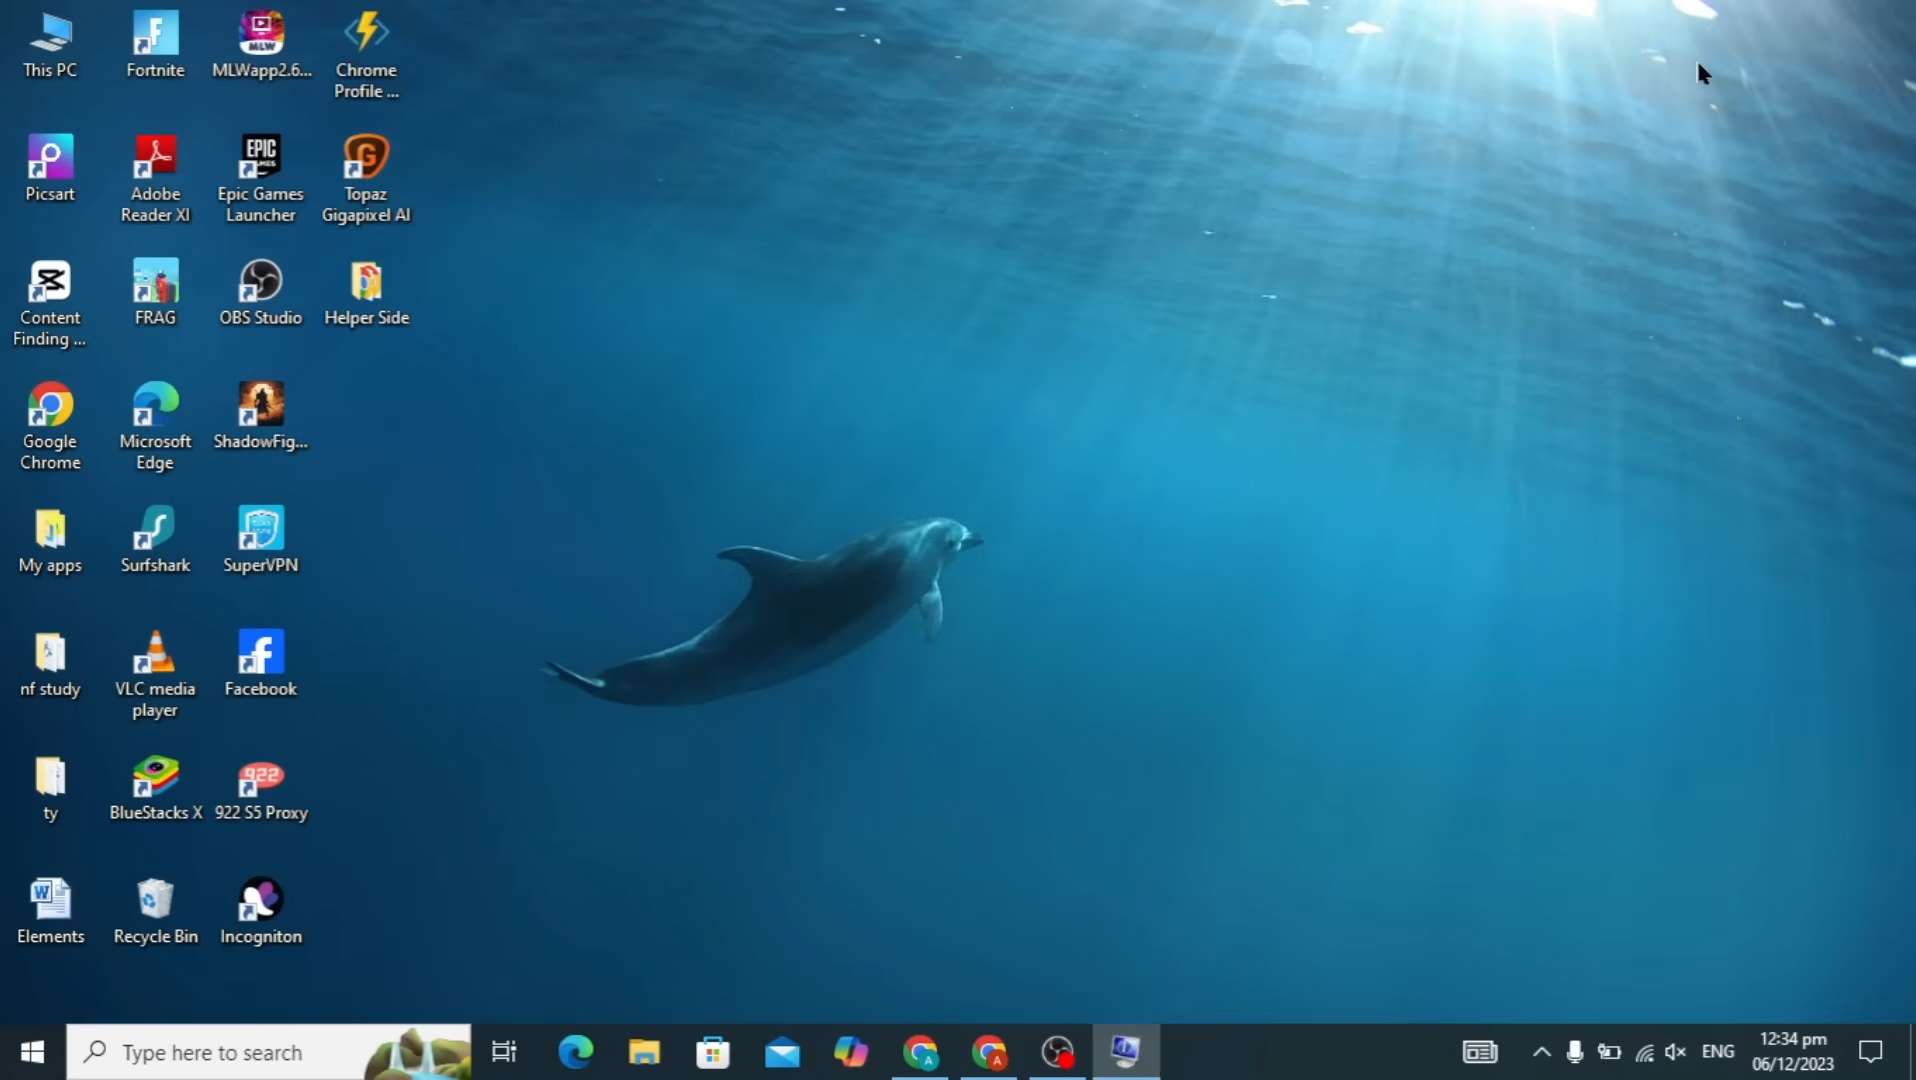 This PC
Fortnite
MLWapp2.6...
Chrome
Profile ...
Picsart
Adobe
Reader XI
EPIC
GAMES
Epic Games
Launcher
Topaz
Gigapixel AI
Content
Finding ...
FRAG
OBS Studio
Helper Side
Google
Chrome
Microsoft
Edge
ShadowFig...
My apps
Surfshark
SuperVPN
nf study
VLC media
player
Facebook
ty
BlueStacks X
922
922 S5 Proxy
Elements
Recycle Bin
Incogniton
Type here to search
ENG
12:34 pm
06/12/2023